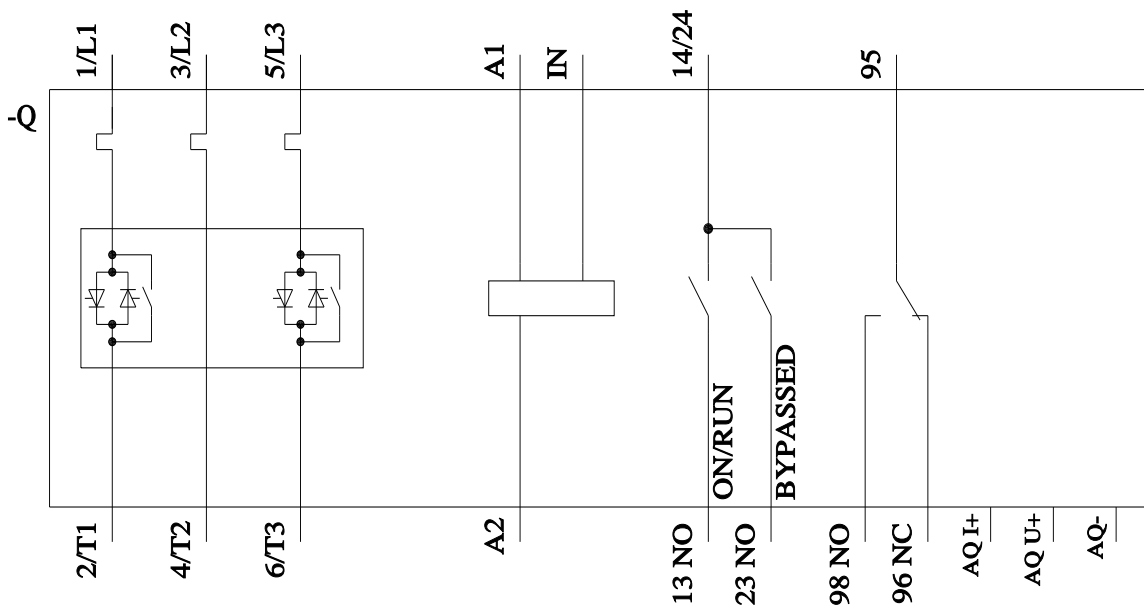 1/L1
3/L2
5/L3
A1
IN
14/24
95
-Q
ON/RUN
BYPASSED
2/T1
4/T2
6/T3
A2
13 NO
23 NO
98 NO
96 NC
AQ I+
AQ U+
AQ-